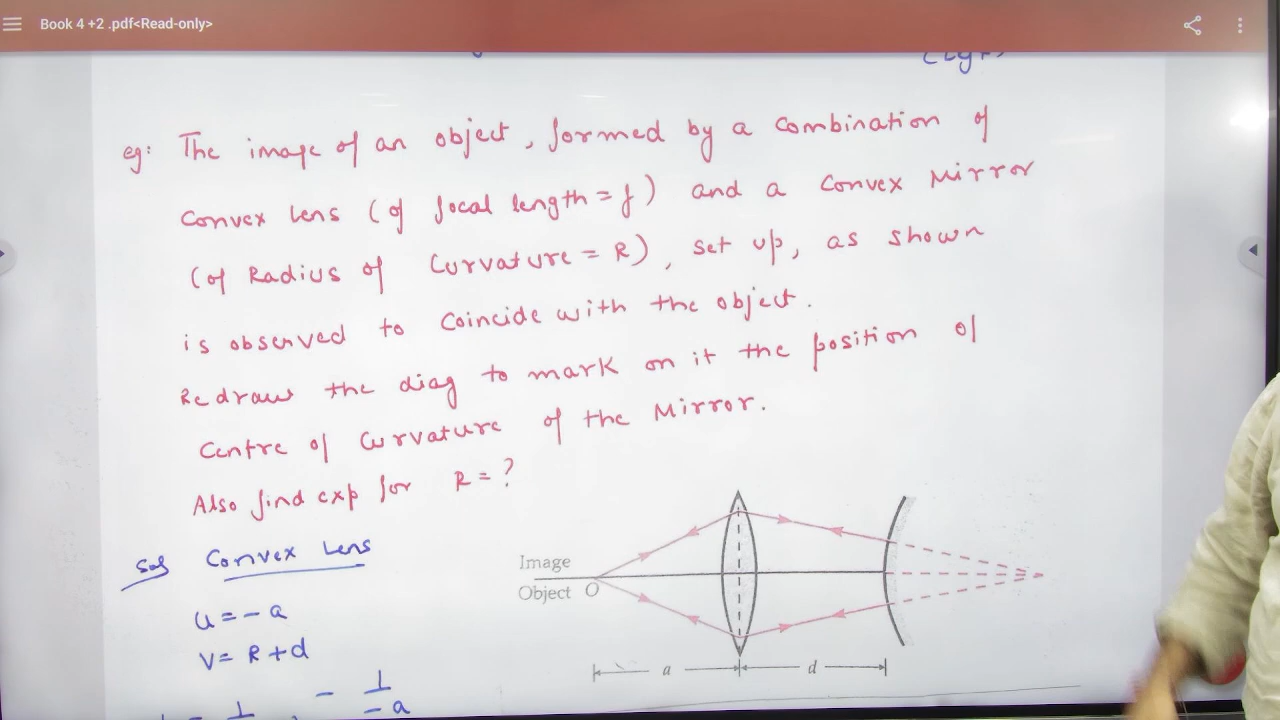 Book 4 +2 .pdf<Read-only>
eg: The image of an object, formed by a combination of
Convex Lens (of focal length = f) and a Convex Mirror
(of Radius of Curvature = R), set up, as shown
is observed to Coincide with the object.
Redraw the diag to mark on it the position of
Centre of Curvature of the Mirror.
Also find exp for R = ?
Sol Convex Lens
u = - a
v = R + d
Image
Object O
a d